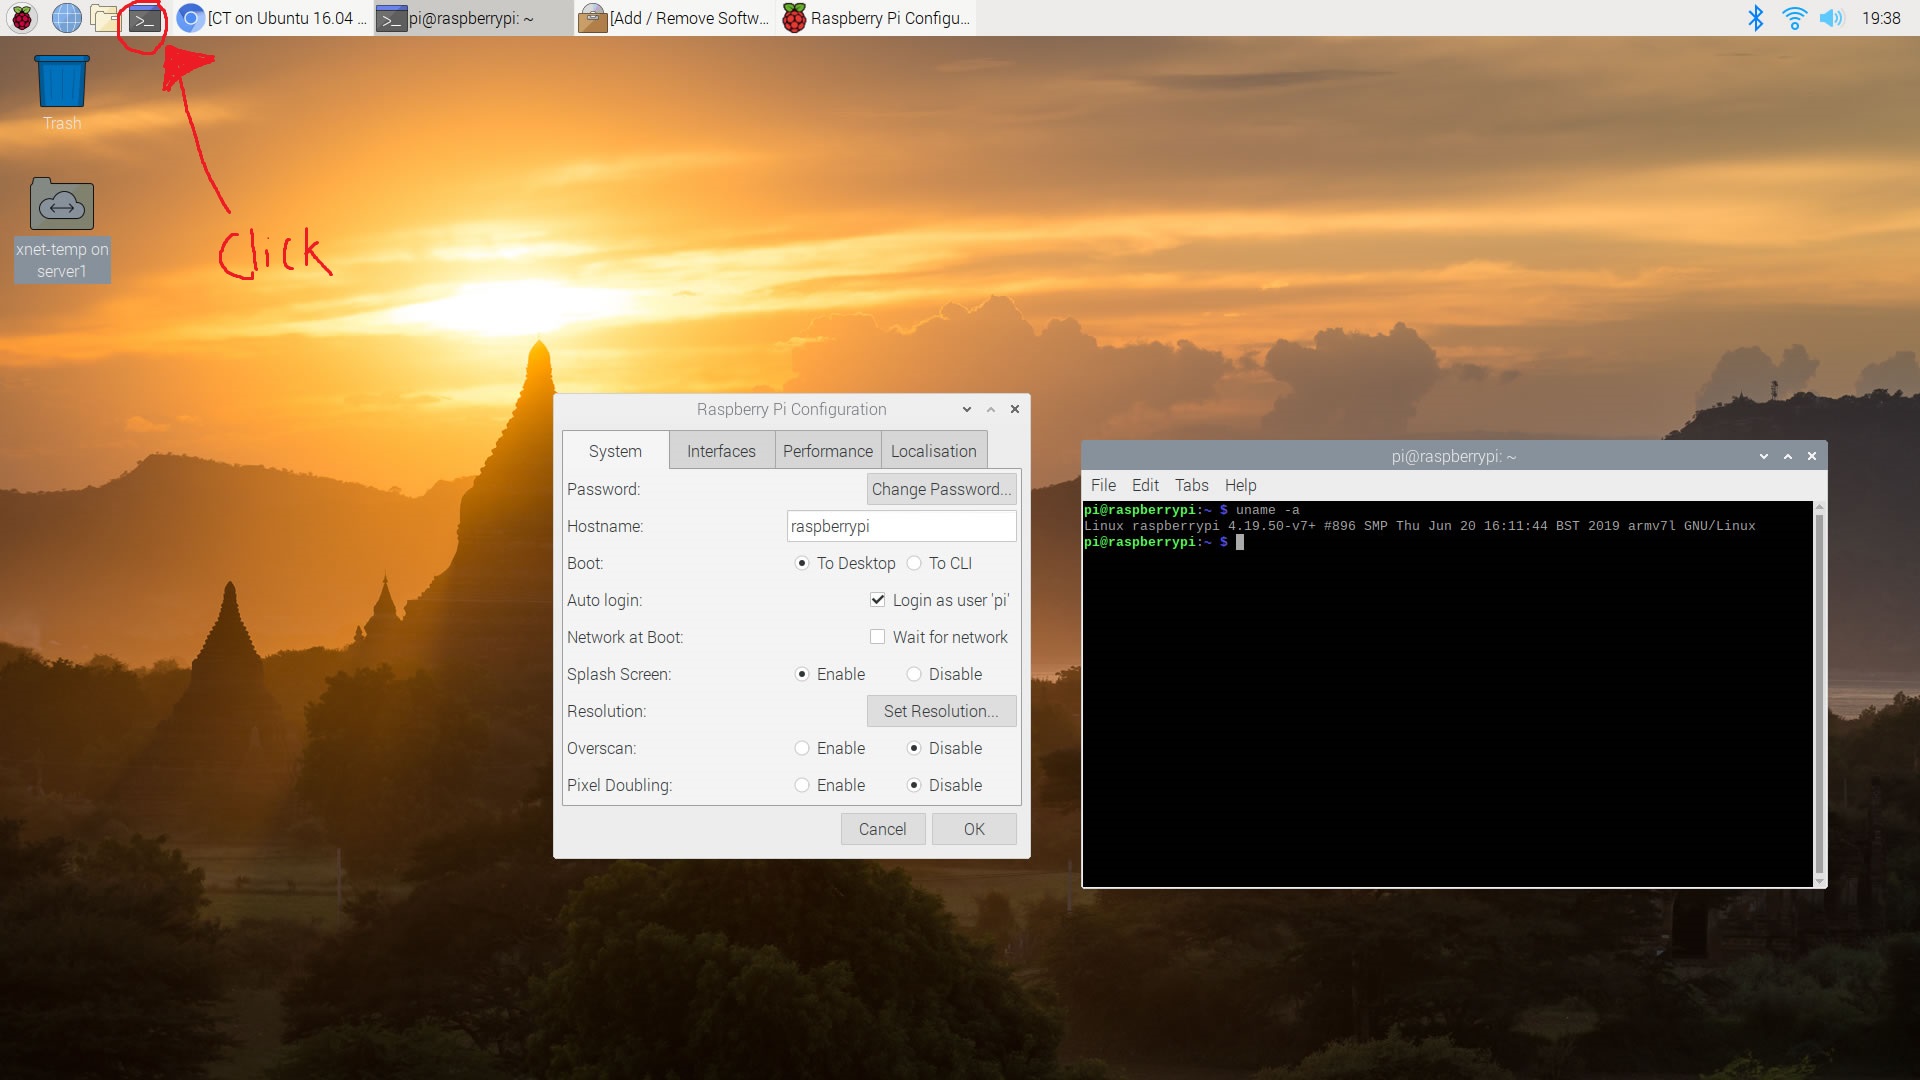 >_
[CT on Ubuntu 16.04 ...
>_
pi@raspberrypi: ~
[Add / Remove Softw...
Raspberry Pi Configu...
19:38
Trash
xnet-temp on
server1
Click
Raspberry Pi Configuration
System
Interfaces
Performance
Localisation
Password:
Change Password...
Hostname:
raspberrypi
Boot:
To Desktop
To CLI
Auto login:
Login as user 'pi'
Network at Boot:
Wait for network
Splash Screen:
Enable
Disable
Resolution:
Set Resolution...
Overscan:
Enable
Disable
Pixel Doubling:
Enable
Disable
Cancel
OK
pi@raspberrypi: ~
File Edit Tabs Help
pi@raspberrypi:~ $ uname -a
Linux raspberrypi 4.19.50-v7+ #896 SMP Thu Jun 20 16:11:44 BST 2019 armv7l GNU/Linux
pi@raspberrypi:~ $